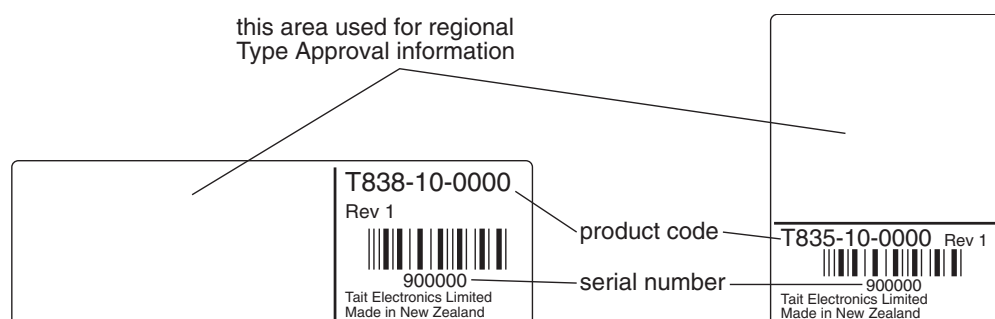 this area used for regional
Type Approval information
T838-10-0000
Rev 1
900000
Tait Electronics Limited
Made in New Zealand
product code
serial number
T835-10-0000 Rev 1
900000
Tait Electronics Limited
Made in New Zealand